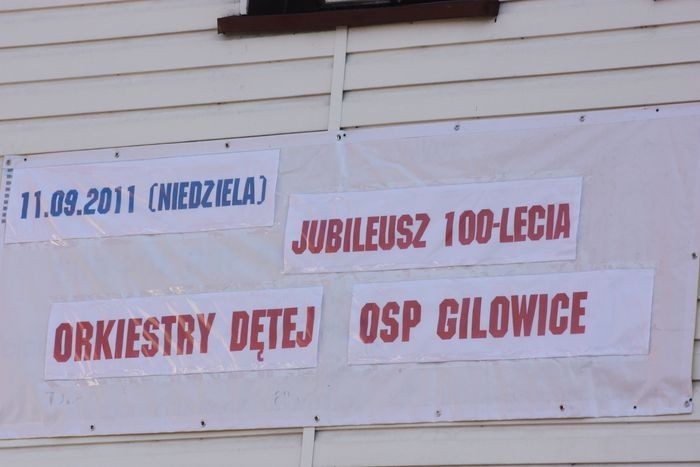 11.09.2011 (NIEDZIELA)
JUBILEUSZ 100-LECIA
ORKIESTRY DĘTEJ
OSP GILOWICE